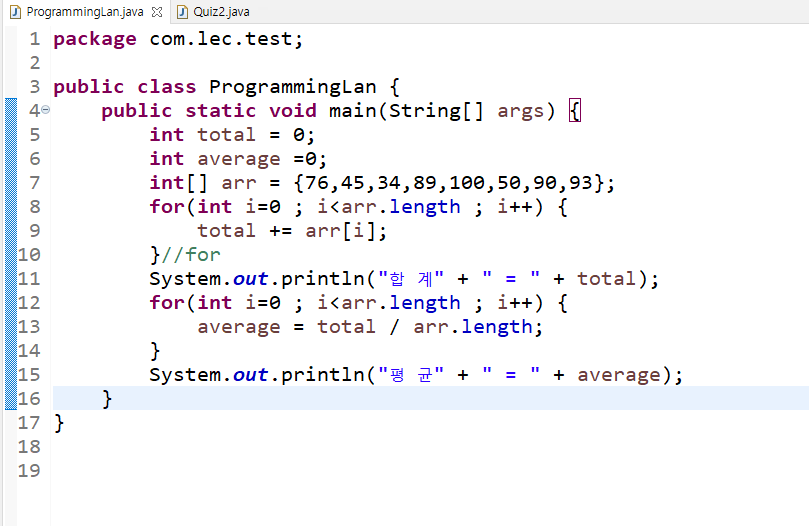 ProgrammingLan.java Quiz2.java
1 package com.lec.test;
2
3 public class ProgrammingLan {
4 public static void main(String[] args) {
5 int total = 0;
6 int average =0;
7 int[] arr = {76,45,34,89,100,50,90,93};
8 for(int i=0 ; i<arr.length ; i++) {
9 total += arr[i];
10 }//for
11 System.out.println("합 계" + " = " + total);
12 for(int i=0 ; i<arr.length ; i++) {
13 average = total / arr.length;
14 }
15 System.out.println("평 균" + " = " + average);
16 }
17 }
18
19